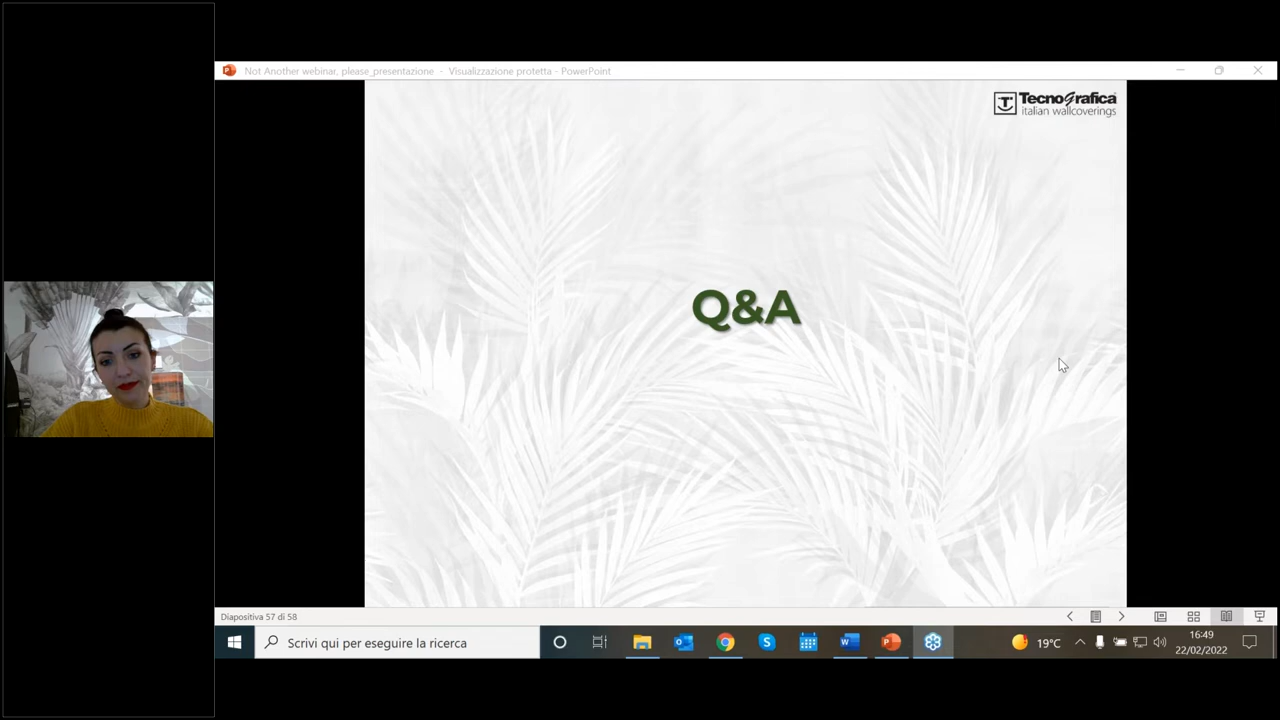 Not Another webinar, please_presentazione - Visualizzazione protetta - PowerPoint
TecnoGrafica
italian wallcoverings
Q&A
Diapositiva 57 di 58
Scrivi qui per eseguire la ricerca
19°C
16:49
22/02/2022